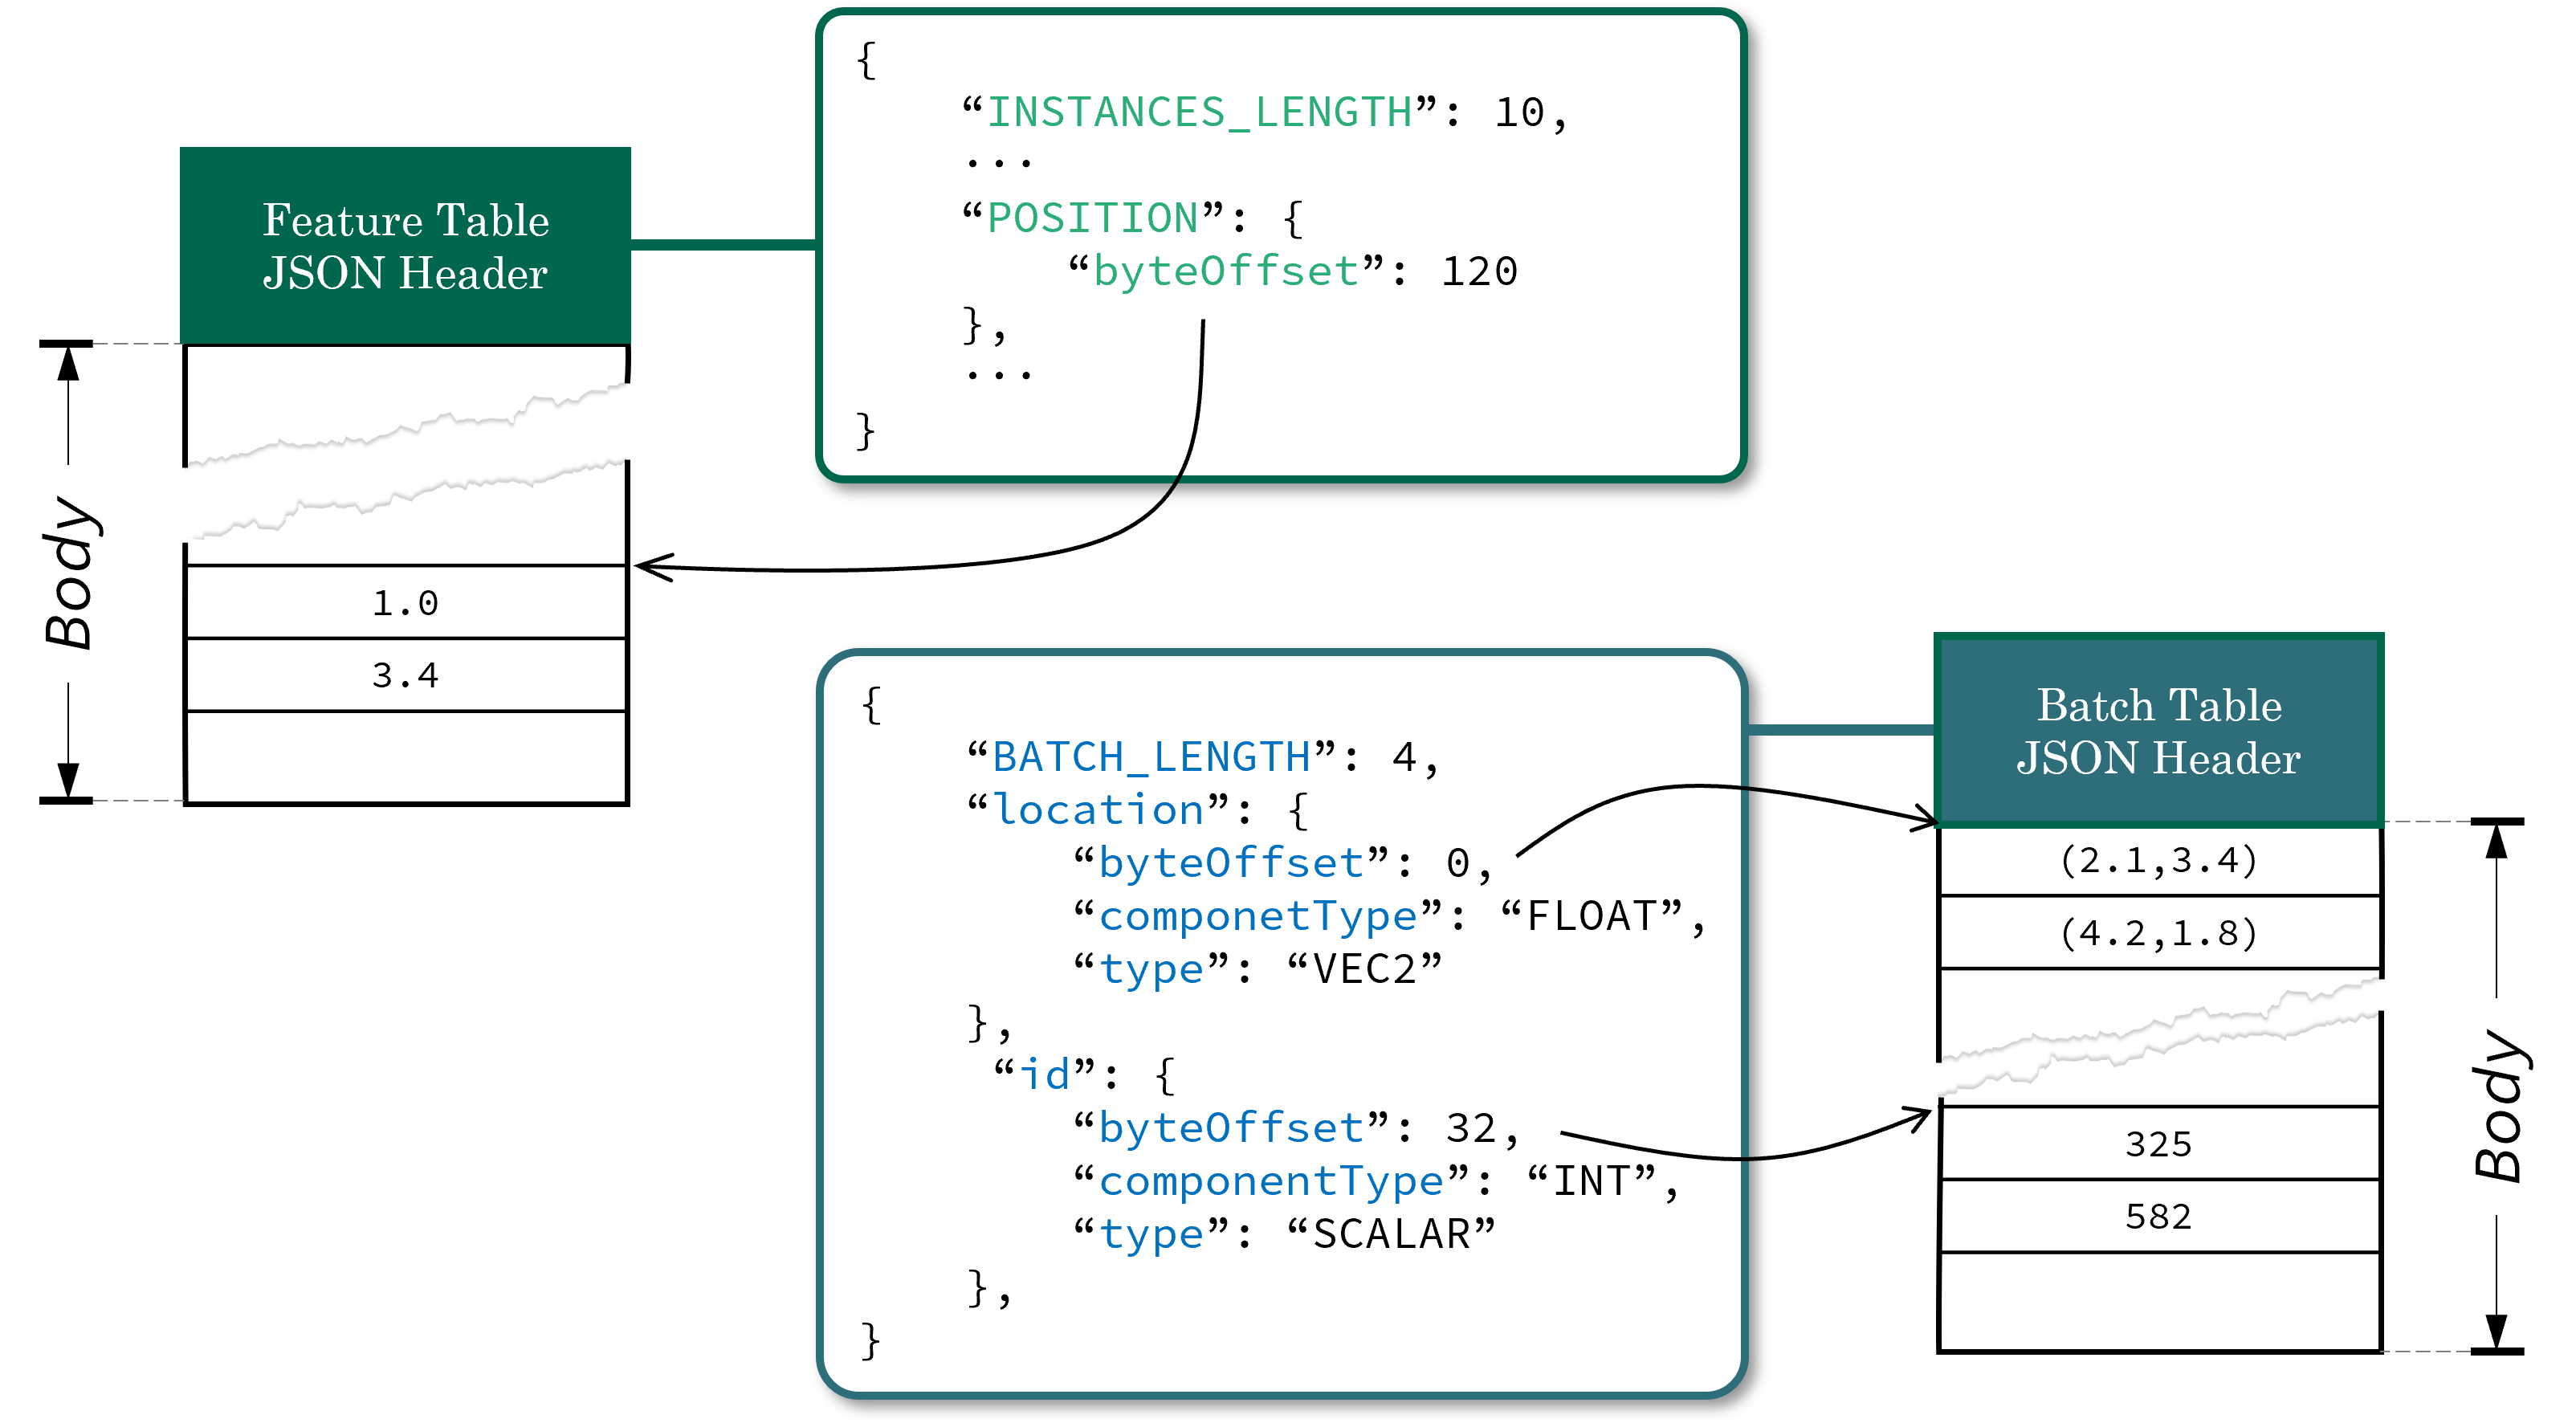 Feature Table
JSON Header
{
“INSTANCES_LENGTH”: 10,
...
“POSITION”: {
“byteOffset”: 120
},
...
}
Body
1.0
3.4
{
“BATCH_LENGTH”: 4,
“location”: {
“byteOffset”: 0,
“componetType”: “FLOAT”,
“type”: “VEC2”
},
“id”: {
“byteOffset”: 32,
“componentType”: “INT”,
“type”: “SCALAR”
},
}
Batch Table
JSON Header
(2.1,3.4)
(4.2,1.8)
325
582
Body